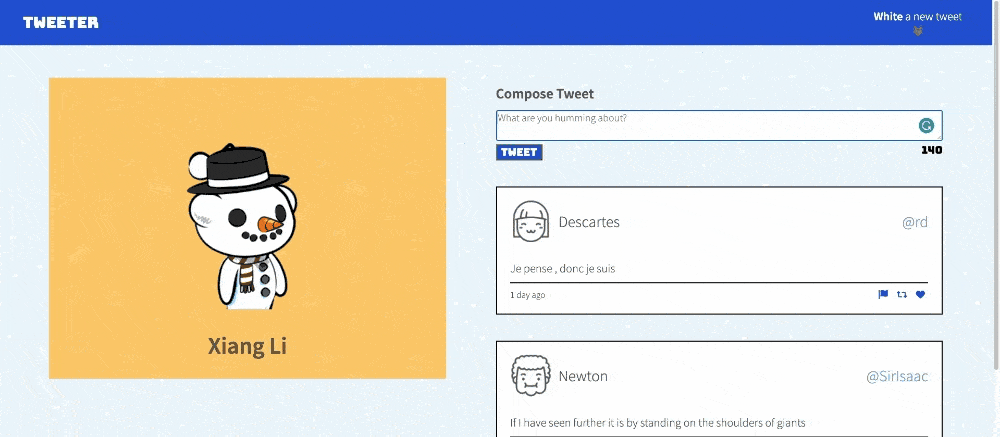 TWEETER
White a new tweet
Xiang Li
Compose Tweet
What are you humming about?
TWEET
140
Descartes
@rd
Je pense , donc je suis
1 day ago
Newton
@SirIsaac
If I have seen further it is by standing on the shoulders of giants